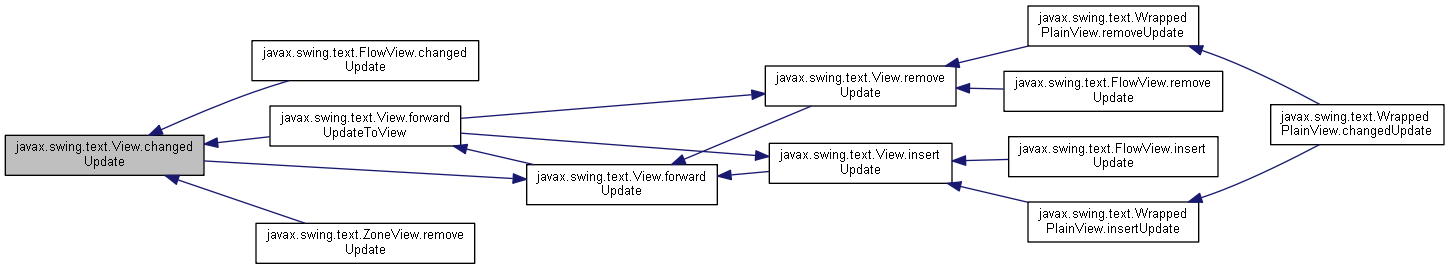 javax.swing.text.View.changed
Update
javax.swing.text.FlowView.changed
Update
javax.swing.text.View.forward
UpdateToView
javax.swing.text.ZoneView.remove
Update
javax.swing.text.View.forward
Update
javax.swing.text.View.remove
Update
javax.swing.text.View.insert
Update
javax.swing.text.Wrapped
PlainView.removeUpdate
javax.swing.text.FlowView.remove
Update
javax.swing.text.FlowView.insert
Update
javax.swing.text.Wrapped
PlainView.insertUpdate
javax.swing.text.Wrapped
PlainView.changedUpdate